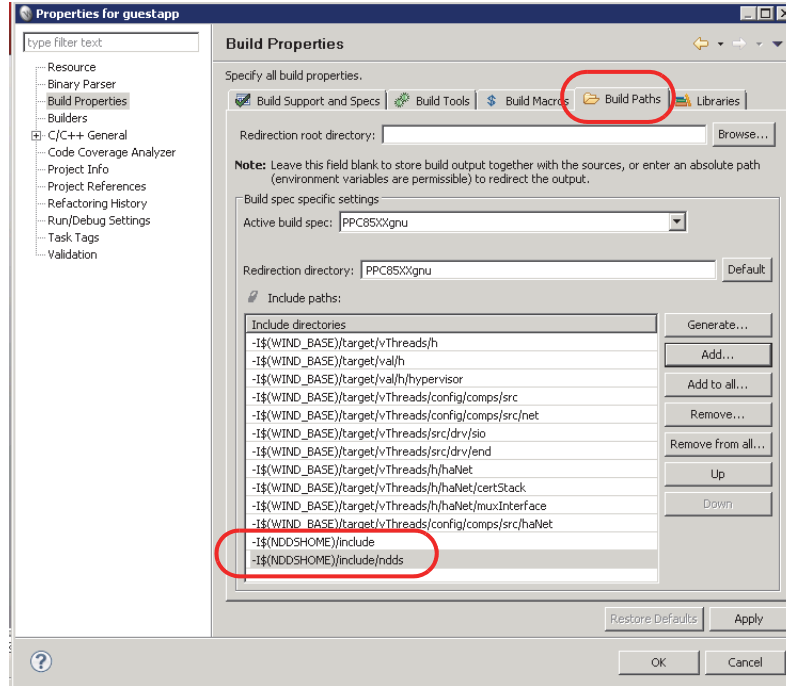 Properties for guestapp
type filter text
Resource
Binary Parser
Build Properties
Builders
C/C++ General
Code Coverage Analyzer
Project Info
Project References
Refactoring History
Run/Debug Settings
Task Tags
Validation
Build Properties
Specify all build properties.
Build Support and Specs Build Tools $ Build Macros Build Paths Libraries
Redirection root directory: Browse...
Note: Leave this field blank to store build output together with the sources, or enter an absolute path
(environment variables are permissible) to redirect the output.
Build spec specific settings
Active build spec: PPC85XXgnu
Redirection directory: PPC85XXgnu Default
Include paths:
Include directories
-I$(WIND_BASE)/target/vThreads/h
-I$(WIND_BASE)/target/val/h
-I$(WIND_BASE)/target/val/h/hypervisor
-I$(WIND_BASE)/target/vThreads/config/comps/src
-I$(WIND_BASE)/target/vThreads/config/comps/src/net
-I$(WIND_BASE)/target/vThreads/src/drv/sio
-I$(WIND_BASE)/target/vThreads/src/drv/end
-I$(WIND_BASE)/target/vThreads/h/haNet
-I$(WIND_BASE)/target/vThreads/h/haNet/certStack
-I$(WIND_BASE)/target/vThreads/h/haNet/muxInterface
-I$(WIND_BASE)/target/vThreads/config/comps/src/haNet
-I$(NDDSHOME)/include
-I$(NDDSHOME)/include/ndds
Generate...
Add...
Add to all...
Remove...
Remove from all...
Up
Down
Restore Defaults Apply
? OK Cancel